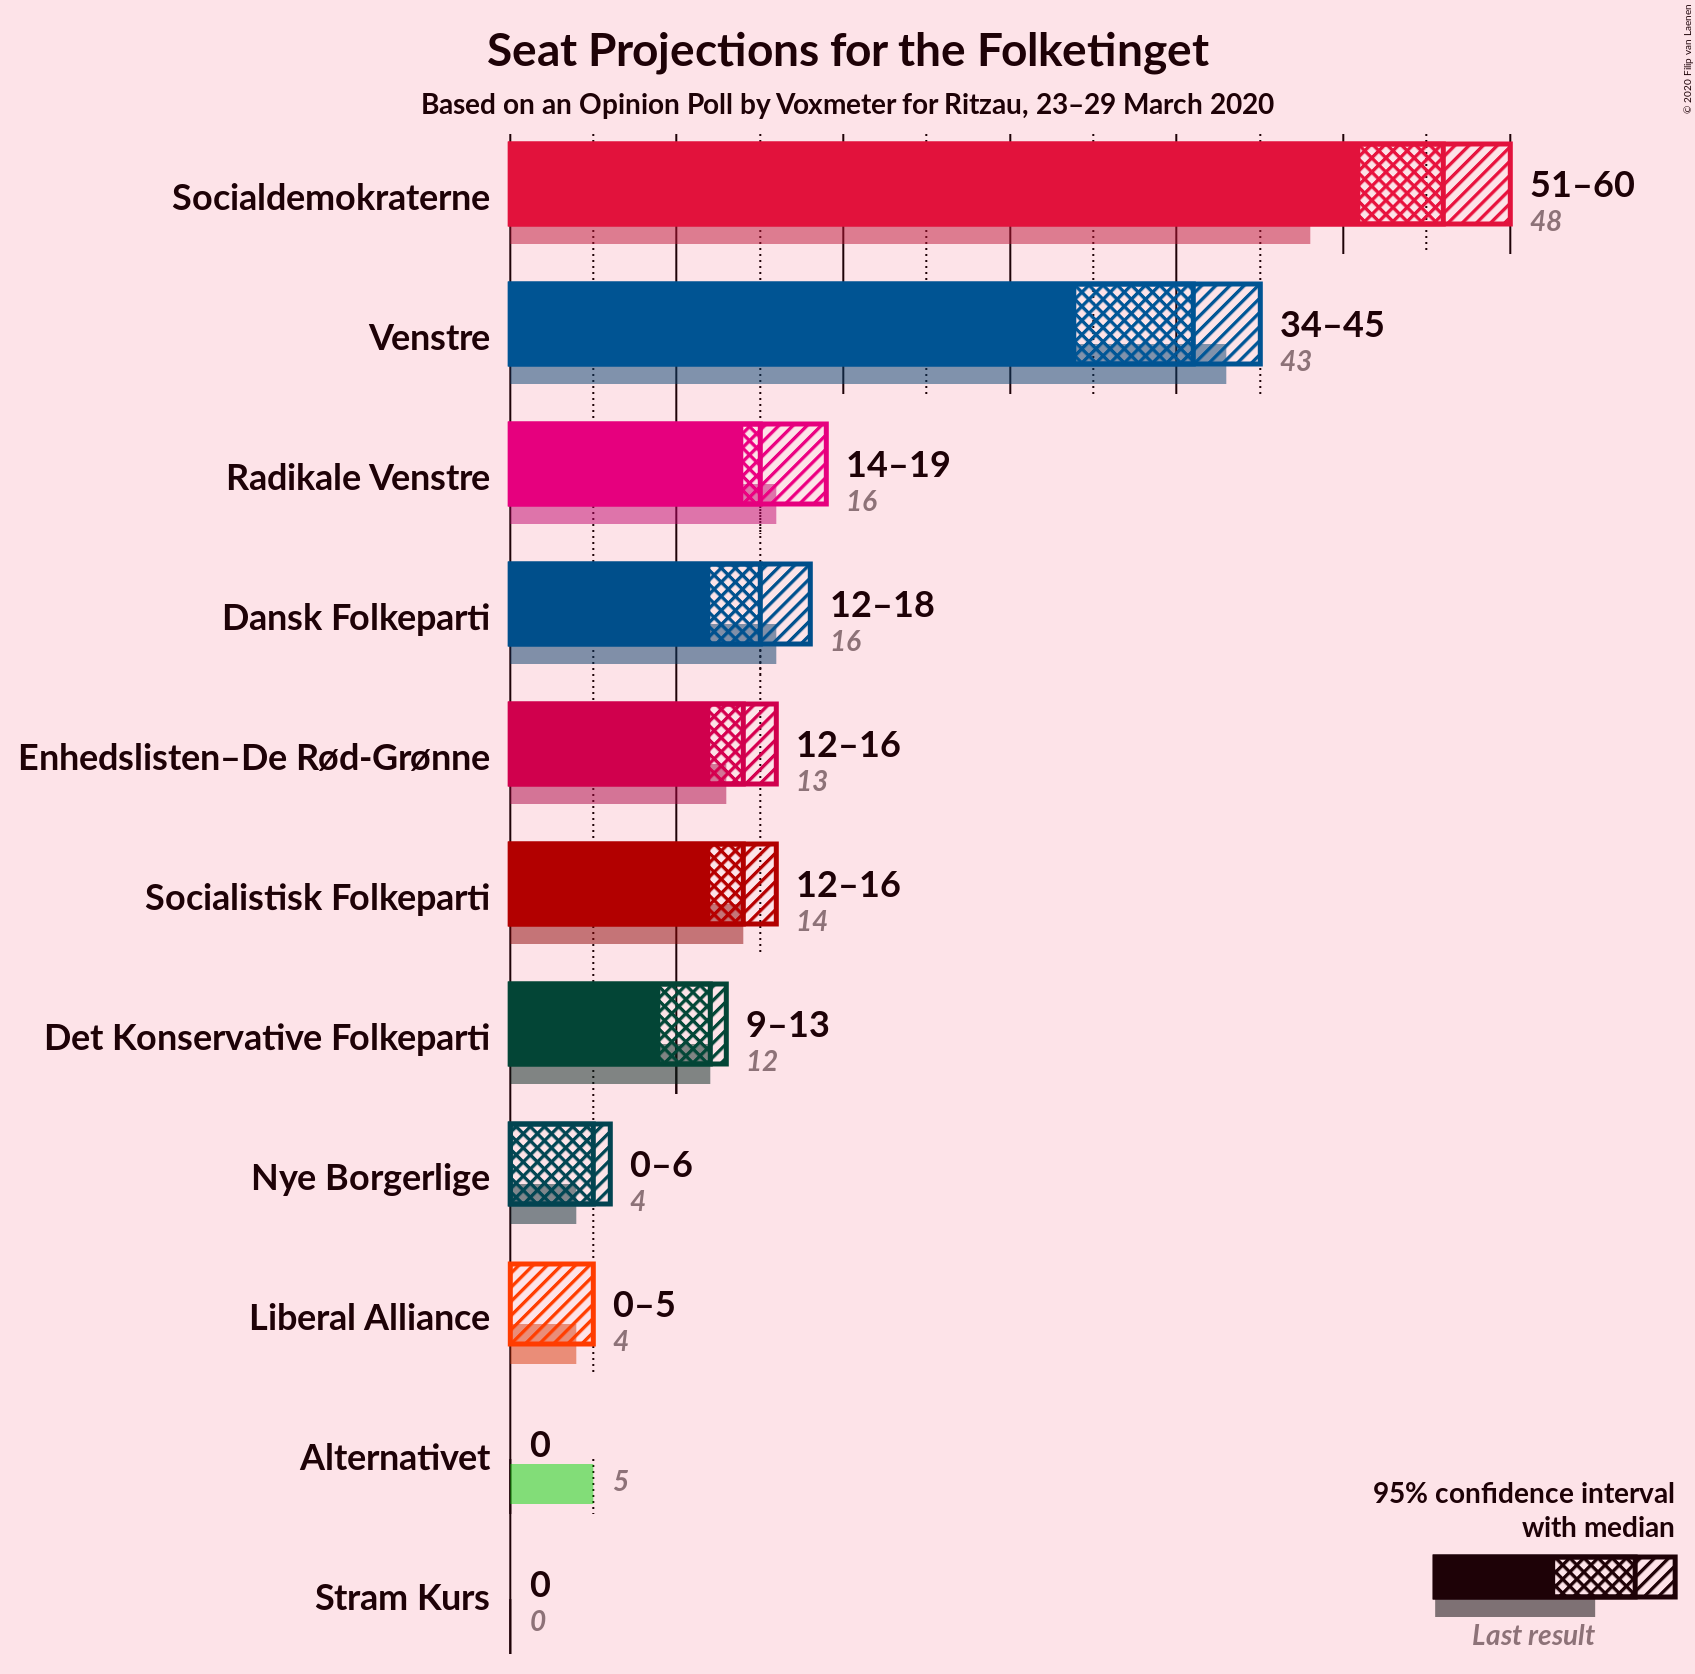 Seat Projections for the Folketinget
Based on an Opinion Poll by Voxmeter for Ritzau, 23–29 March 2020
© 2020 Filip van Laenen
Socialdemokraterne
51–60
48
Venstre
34–45
43
Radikale Venstre
14–19
16
Dansk Folkeparti
12–18
16
Enhedslisten–De Rød-Grønne
12–16
13
Socialistisk Folkeparti
12–16
14
Det Konservative Folkeparti
9–13
12
Nye Borgerlige
0–6
4
Liberal Alliance
0–5
4
Alternativet
0
5
Stram Kurs
0
0
95% confidence interval
with median
Last result